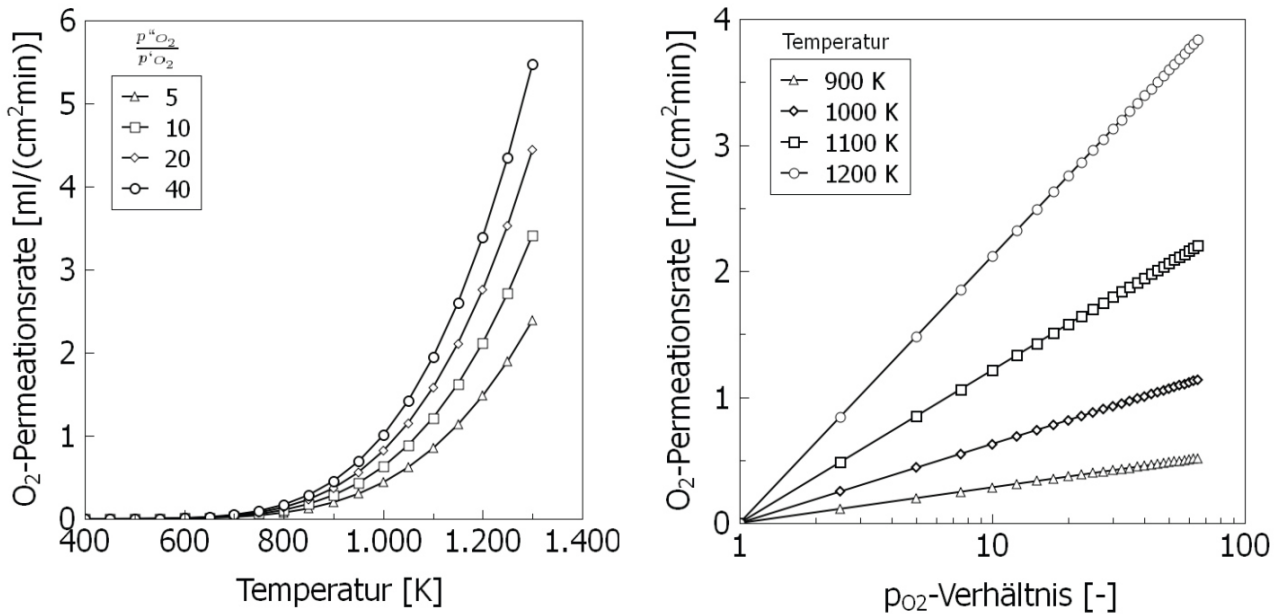 O₂-Permeationsrate [ml/(cm²min)]
6
5
4
3
2
1
0
p“O₂
p‘O₂
5
10
20
40
400
600
800
1.000
1.200
1.400
Temperatur [K]
O₂-Permeationsrate [ml/(cm²min)]
4
3
2
1
0
Temperatur
900 K
1000 K
1100 K
1200 K
1
10
100
pO2-Verhältnis [-]